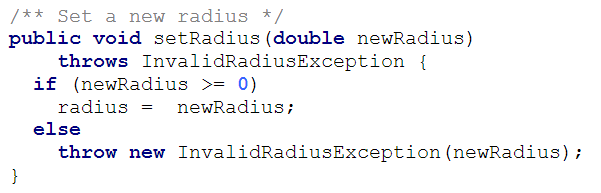 /** Set a new radius */
public void setRadius(double newRadius)
    throws InvalidRadiusException {
  if (newRadius >= 0)
    radius =  newRadius;
  else
    throw new InvalidRadiusException(newRadius);
}